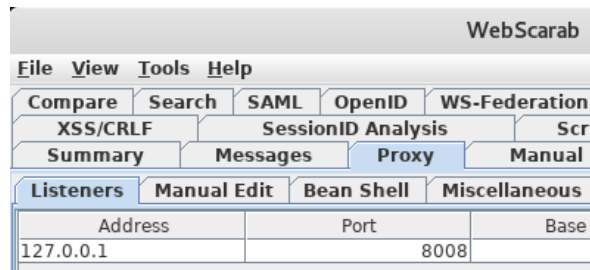 WebScarab
File View Tools Help
Compare Search SAML OpenID WS-Federation
XSS/CRLF SessionID Analysis Scr
Summary Messages Proxy Manual
Listeners Manual Edit Bean Shell Miscellaneous
Address Port Base
127.0.0.1 8008